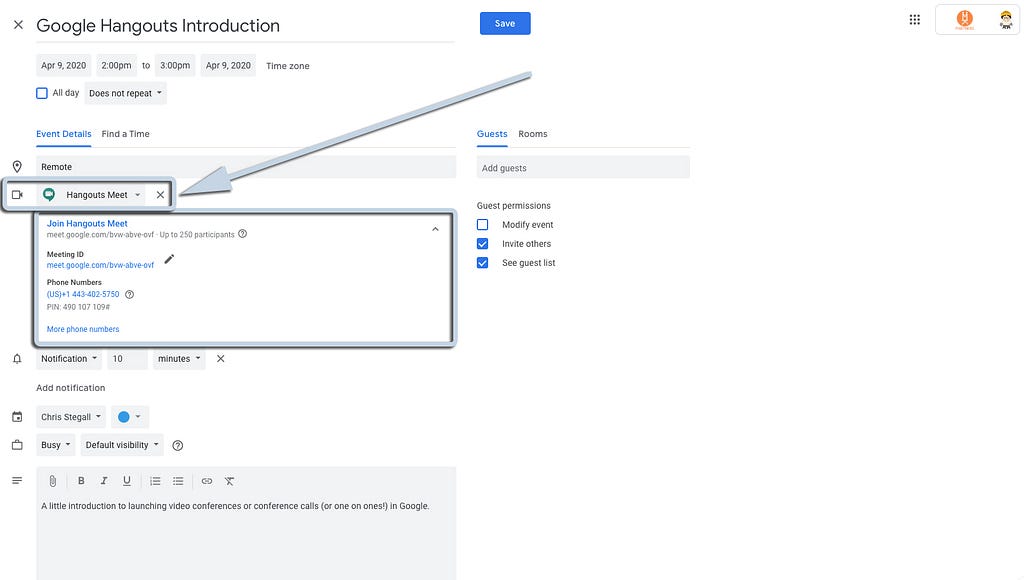 Google Hangouts Introduction
Save
Apr 9, 2020 2:00pm to 3:00pm Apr 9, 2020 Time zone
All day Does not repeat
Event Details Find a Time
Guests Rooms
Remote
Add guests
Hangouts Meet
Join Hangouts Meet
meet.google.com/bvw-abve-ovf · Up to 250 participants
Meeting ID
meet.google.com/bvw-abve-ovf
Phone Numbers
(US)+1 443-402-5750
PIN: 490 107 109#
More phone numbers
Guest permissions
Modify event
Invite others
See guest list
Notification 10 minutes
Add notification
Chris Stegall
Busy Default visibility
B I U
A little introduction to launching video conferences or conference calls (or one on ones!) in Google.